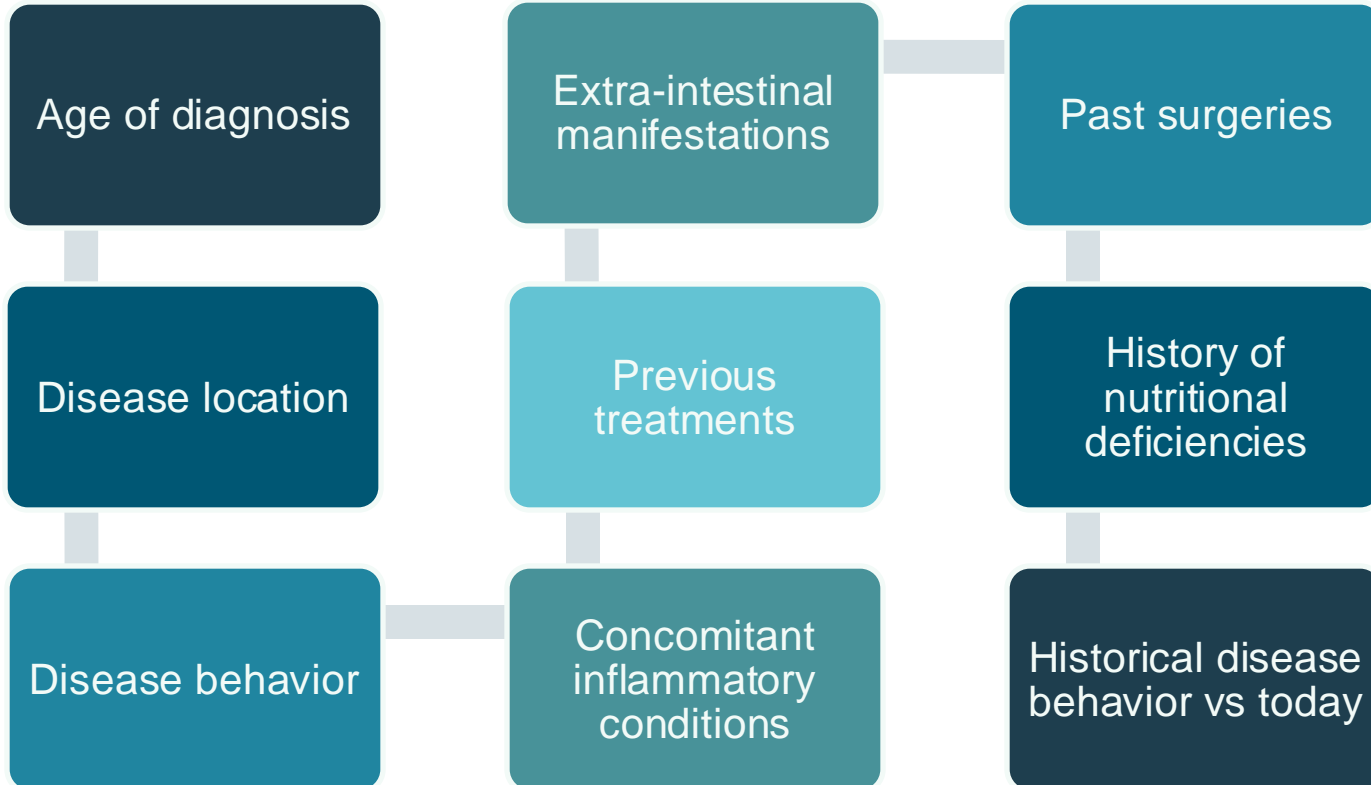 Age of diagnosis
Disease location
Disease behavior
Concomitant
inflammatory
conditions
Previous
treatments
Extra-intestinal
manifestations
Past surgeries
History of
nutritional
deficiencies
Historical disease
behavior vs today